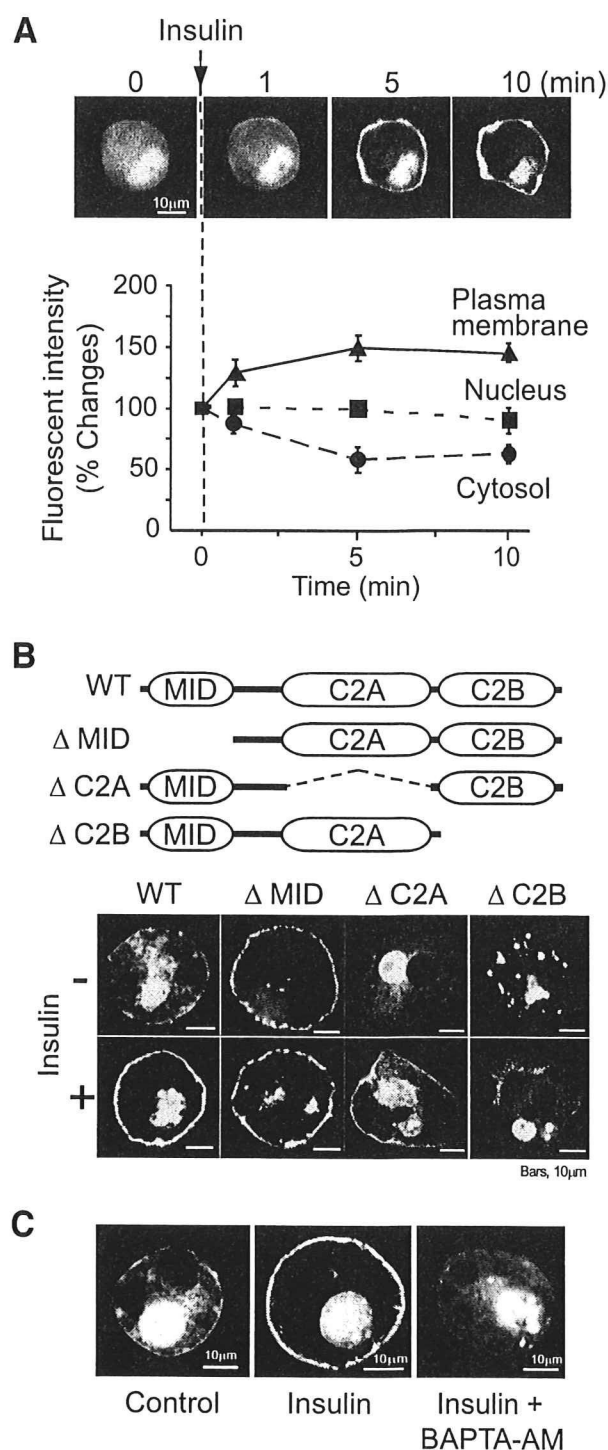 A
Insulin
0 1 5 10 (min)
10μm
200
150
100
50
0
Fluorescent intensity
(% Changes)
Plasma
membrane
Nucleus
Cytosol
0 5 10
Time (min)
B
WT MID C2A C2B
Δ MID C2A C2B
Δ C2A MID C2B
Δ C2B MID C2A
WT Δ MID Δ C2A Δ C2B
Insulin
-
+
Bars, 10μm
C
10μm 10μm 10μm
Control Insulin Insulin +
BAPTA-AM